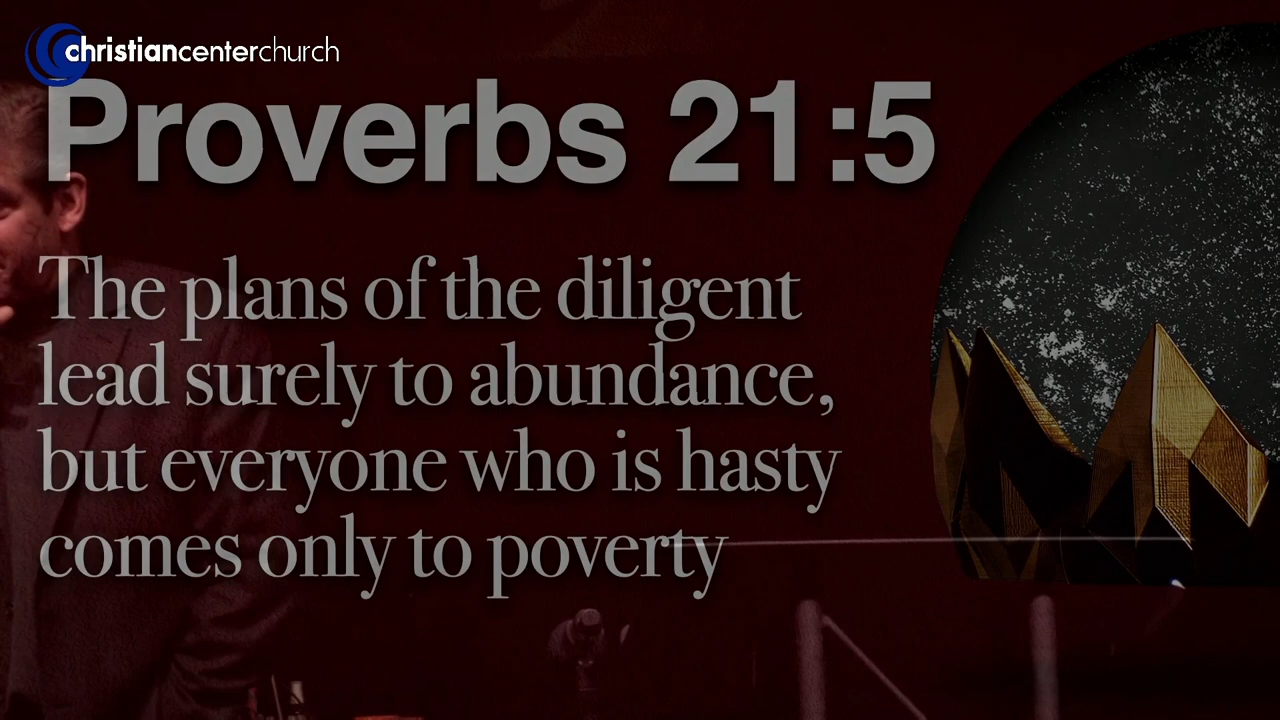 christiancenterchurch
Proverbs 21:5
The plans of the diligent
lead surely to abundance,
but everyone who is hasty
comes only to poverty